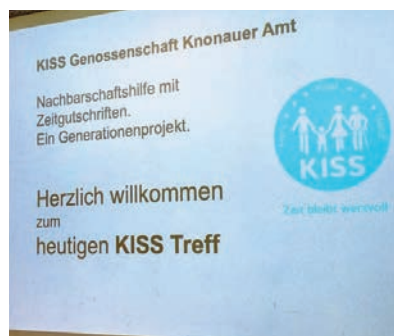 KISS Genossenschaft Knonauer Amt
Nachbarschaftshilfe mit
Zeitgutschriften.
Ein Generationenprojekt.
Herzlich willkommen
zum
heutigen KISS Treff
KISS
Zeit bleibt wertvoll